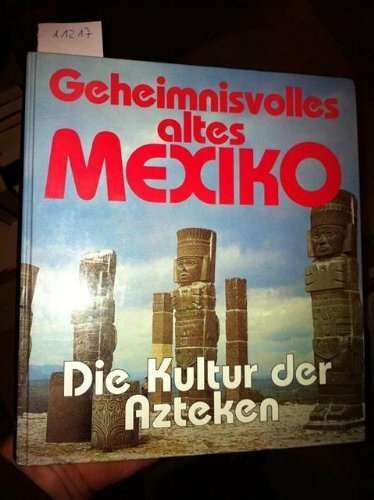 11217
Geheimnisvolles
altes
MEXIKO
Die Kultur der
Azteken